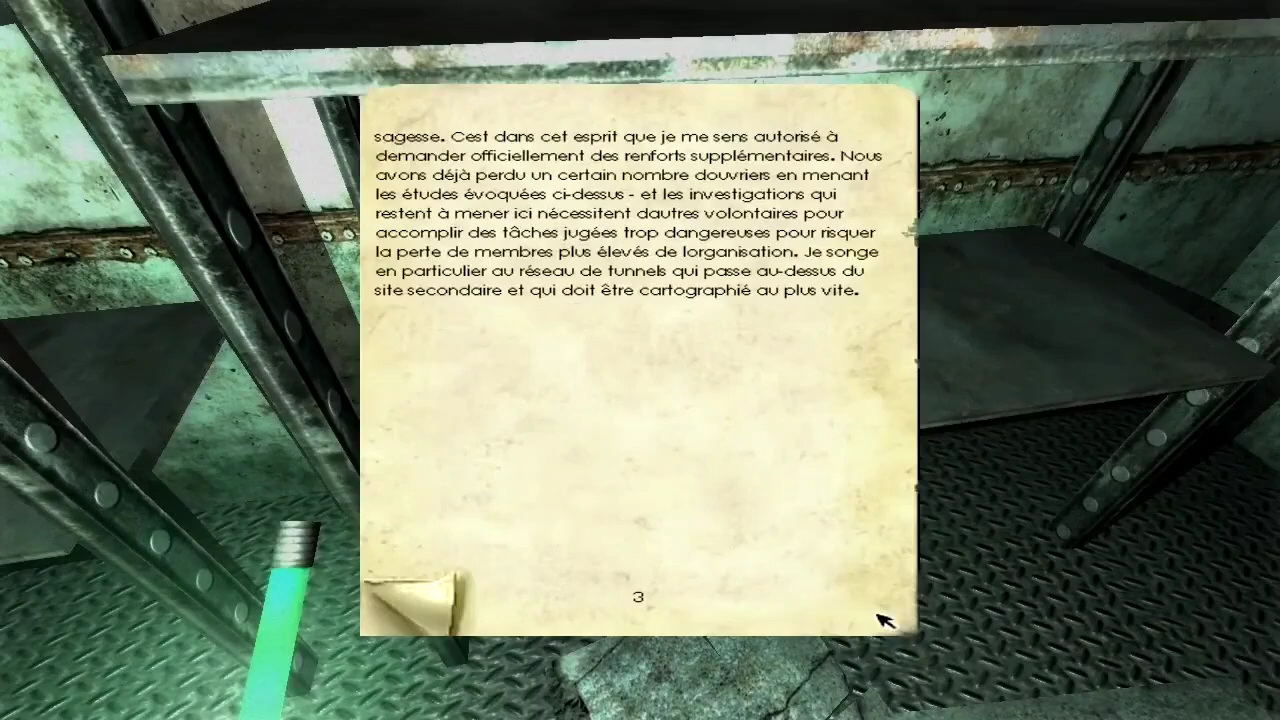 sagesse. Cest dans cet esprit que je me sens autorisé à
demander officiellement des renforts supplémentaires. Nous
avons déjà perdu un certain nombre douvriers en menant
les études évoquées ci-dessus - et les investigations qui
restent à mener ici nécessitent dautres volontaires pour
accomplir des tâches jugées trop dangereuses pour risquer
la perte de membres plus élevés de lorganisation. Je songe
en particulier au réseau de tunnels qui passe au-dessus du
site secondaire et qui doit être cartographié au plus vite.
3